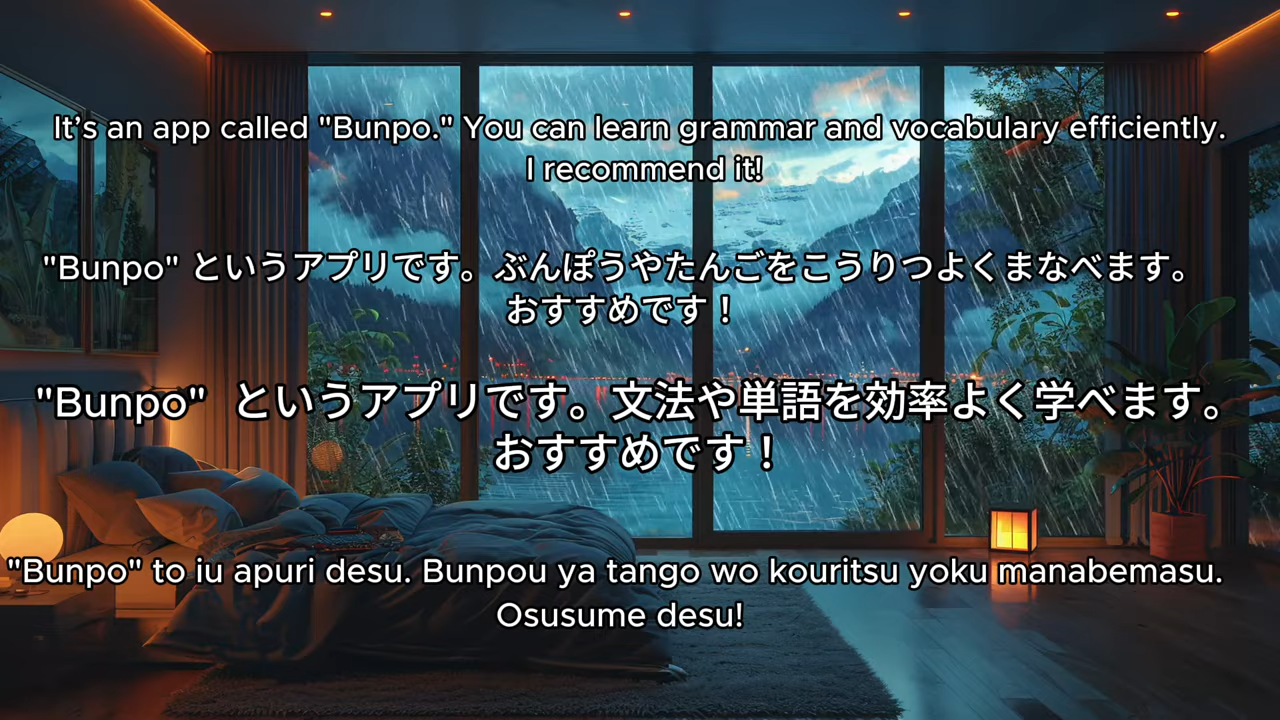 It's an app called "Bunpo." You can learn grammar and vocabulary efficiently.
I recommend it!
"Bunpo" というアプリです。ぶんぽうやたんごをこうりつよくまなべます。
おすすめです！
"Bunpo" というアプリです。文法や単語を効率よく学べます。
おすすめです！
"Bunpo" to iu apuri desu. Bunpou ya tango wo kouritsu yoku manabemasu.
Osusume desu!